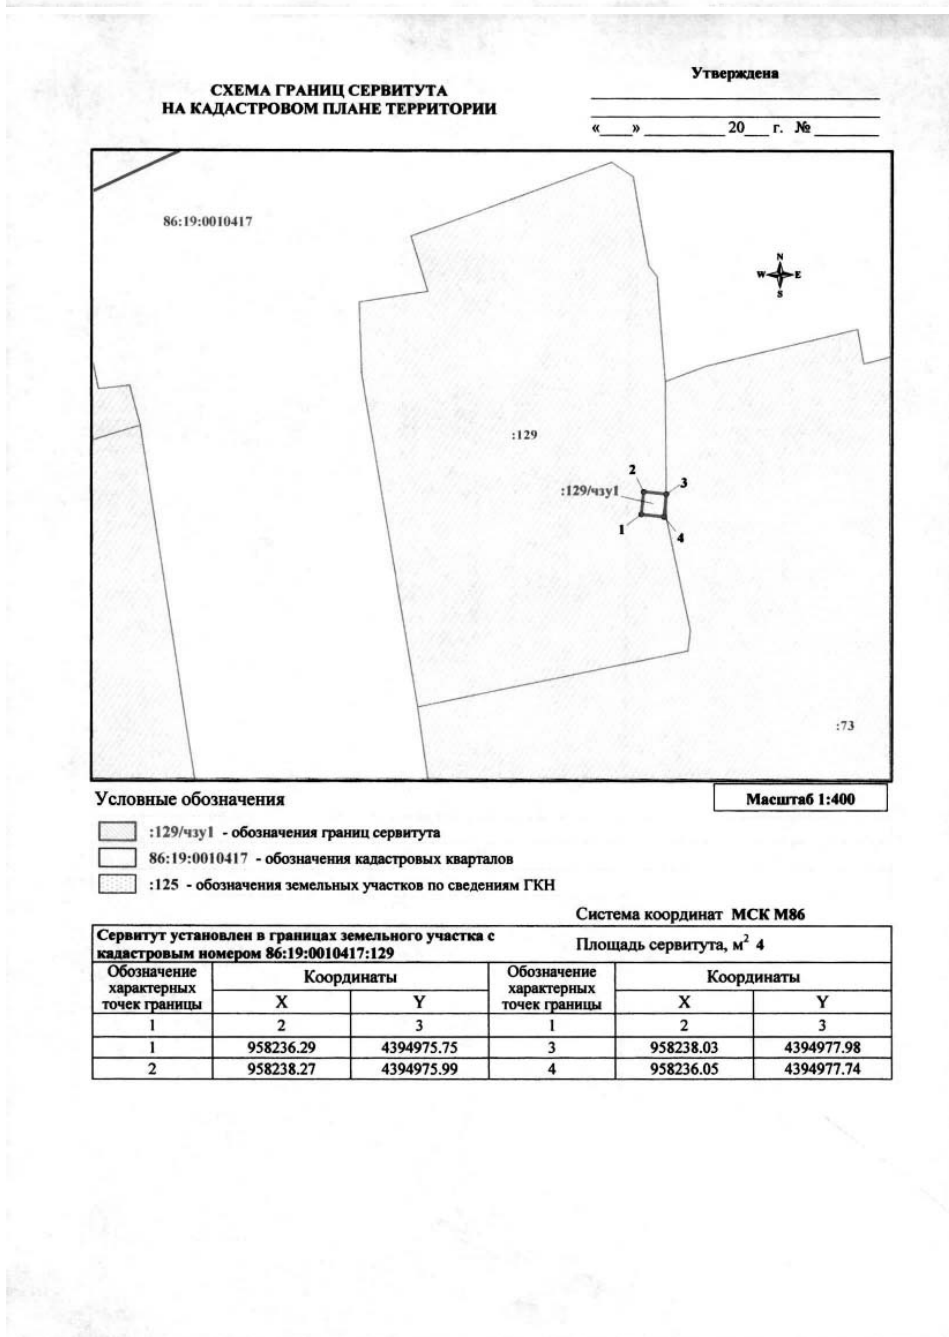 Утверждена
СХЕМА ГРАНИЦ СЕРВИТУТА
НА КАДАСТРОВОМ ПЛАНЕ ТЕРРИТОРИИ
«____» __________ 20___ г. № ________
86:19:0010417
N
W E
S
:129
2
3
:129/чзу1
1
4
:73
Условные обозначения
Масштаб 1:400
:129/чзу1 - обозначения границ сервитута
86:19:0010417 - обозначения кадастровых кварталов
:125 - обозначения земельных участков по сведениям ГКН
Система координат МСК М86
Сервитут установлен в границах земельного участка с
кадастровым номером 86:19:0010417:129
Площадь сервитута, м² 4
Обозначение характерных точек границы Координаты Обозначение характерных точек границы Координаты
X Y X Y
1 2 3 1 2 3
1 958236.29 4394975.75 3 958238.03 4394977.98
2 958238.27 4394975.99 4 958236.05 4394977.74